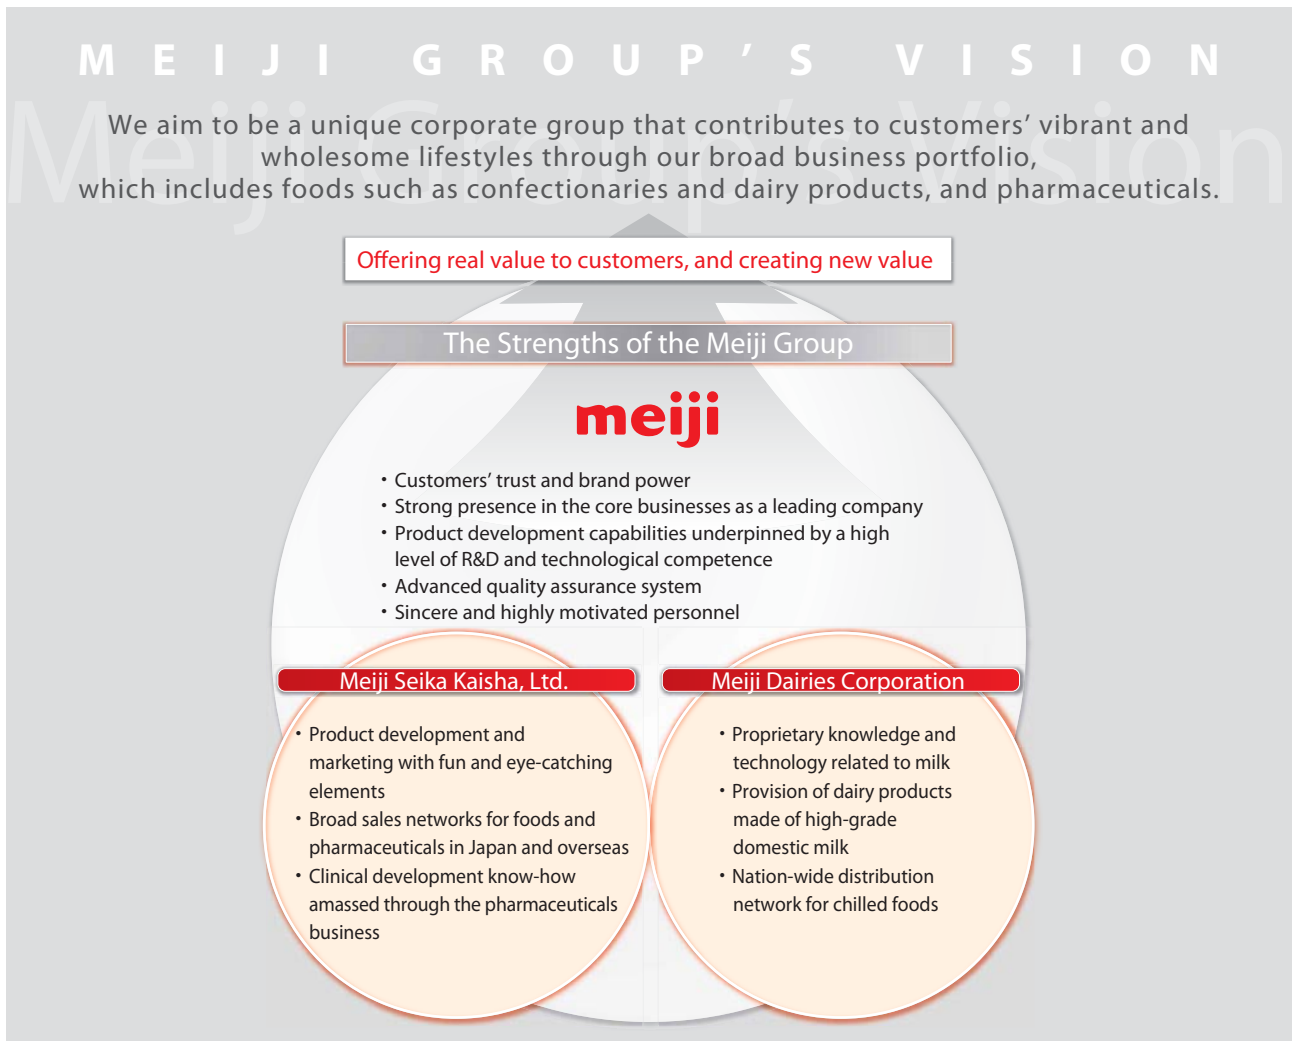 MEIJI GROUP'S VISION
Meiji Group's Vision
We aim to be a unique corporate group that contributes to customers' vibrant and
wholesome lifestyles through our broad business portfolio,
which includes foods such as confectionaries and dairy products, and pharmaceuticals.
Offering real value to customers, and creating new value
The Strengths of the Meiji Group
meiji
・Customers' trust and brand power
・Strong presence in the core businesses as a leading company
・Product development capabilities underpinned by a high
level of R&D and technological competence
・Advanced quality assurance system
・Sincere and highly motivated personnel
Meiji Seika Kaisha, Ltd.
・Product development and
marketing with fun and eye-catching
elements
・Broad sales networks for foods and
pharmaceuticals in Japan and overseas
・Clinical development know-how
amassed through the pharmaceuticals
business
Meiji Dairies Corporation
・Proprietary knowledge and
technology related to milk
・Provision of dairy products
made of high-grade
domestic milk
・Nation-wide distribution
network for chilled foods